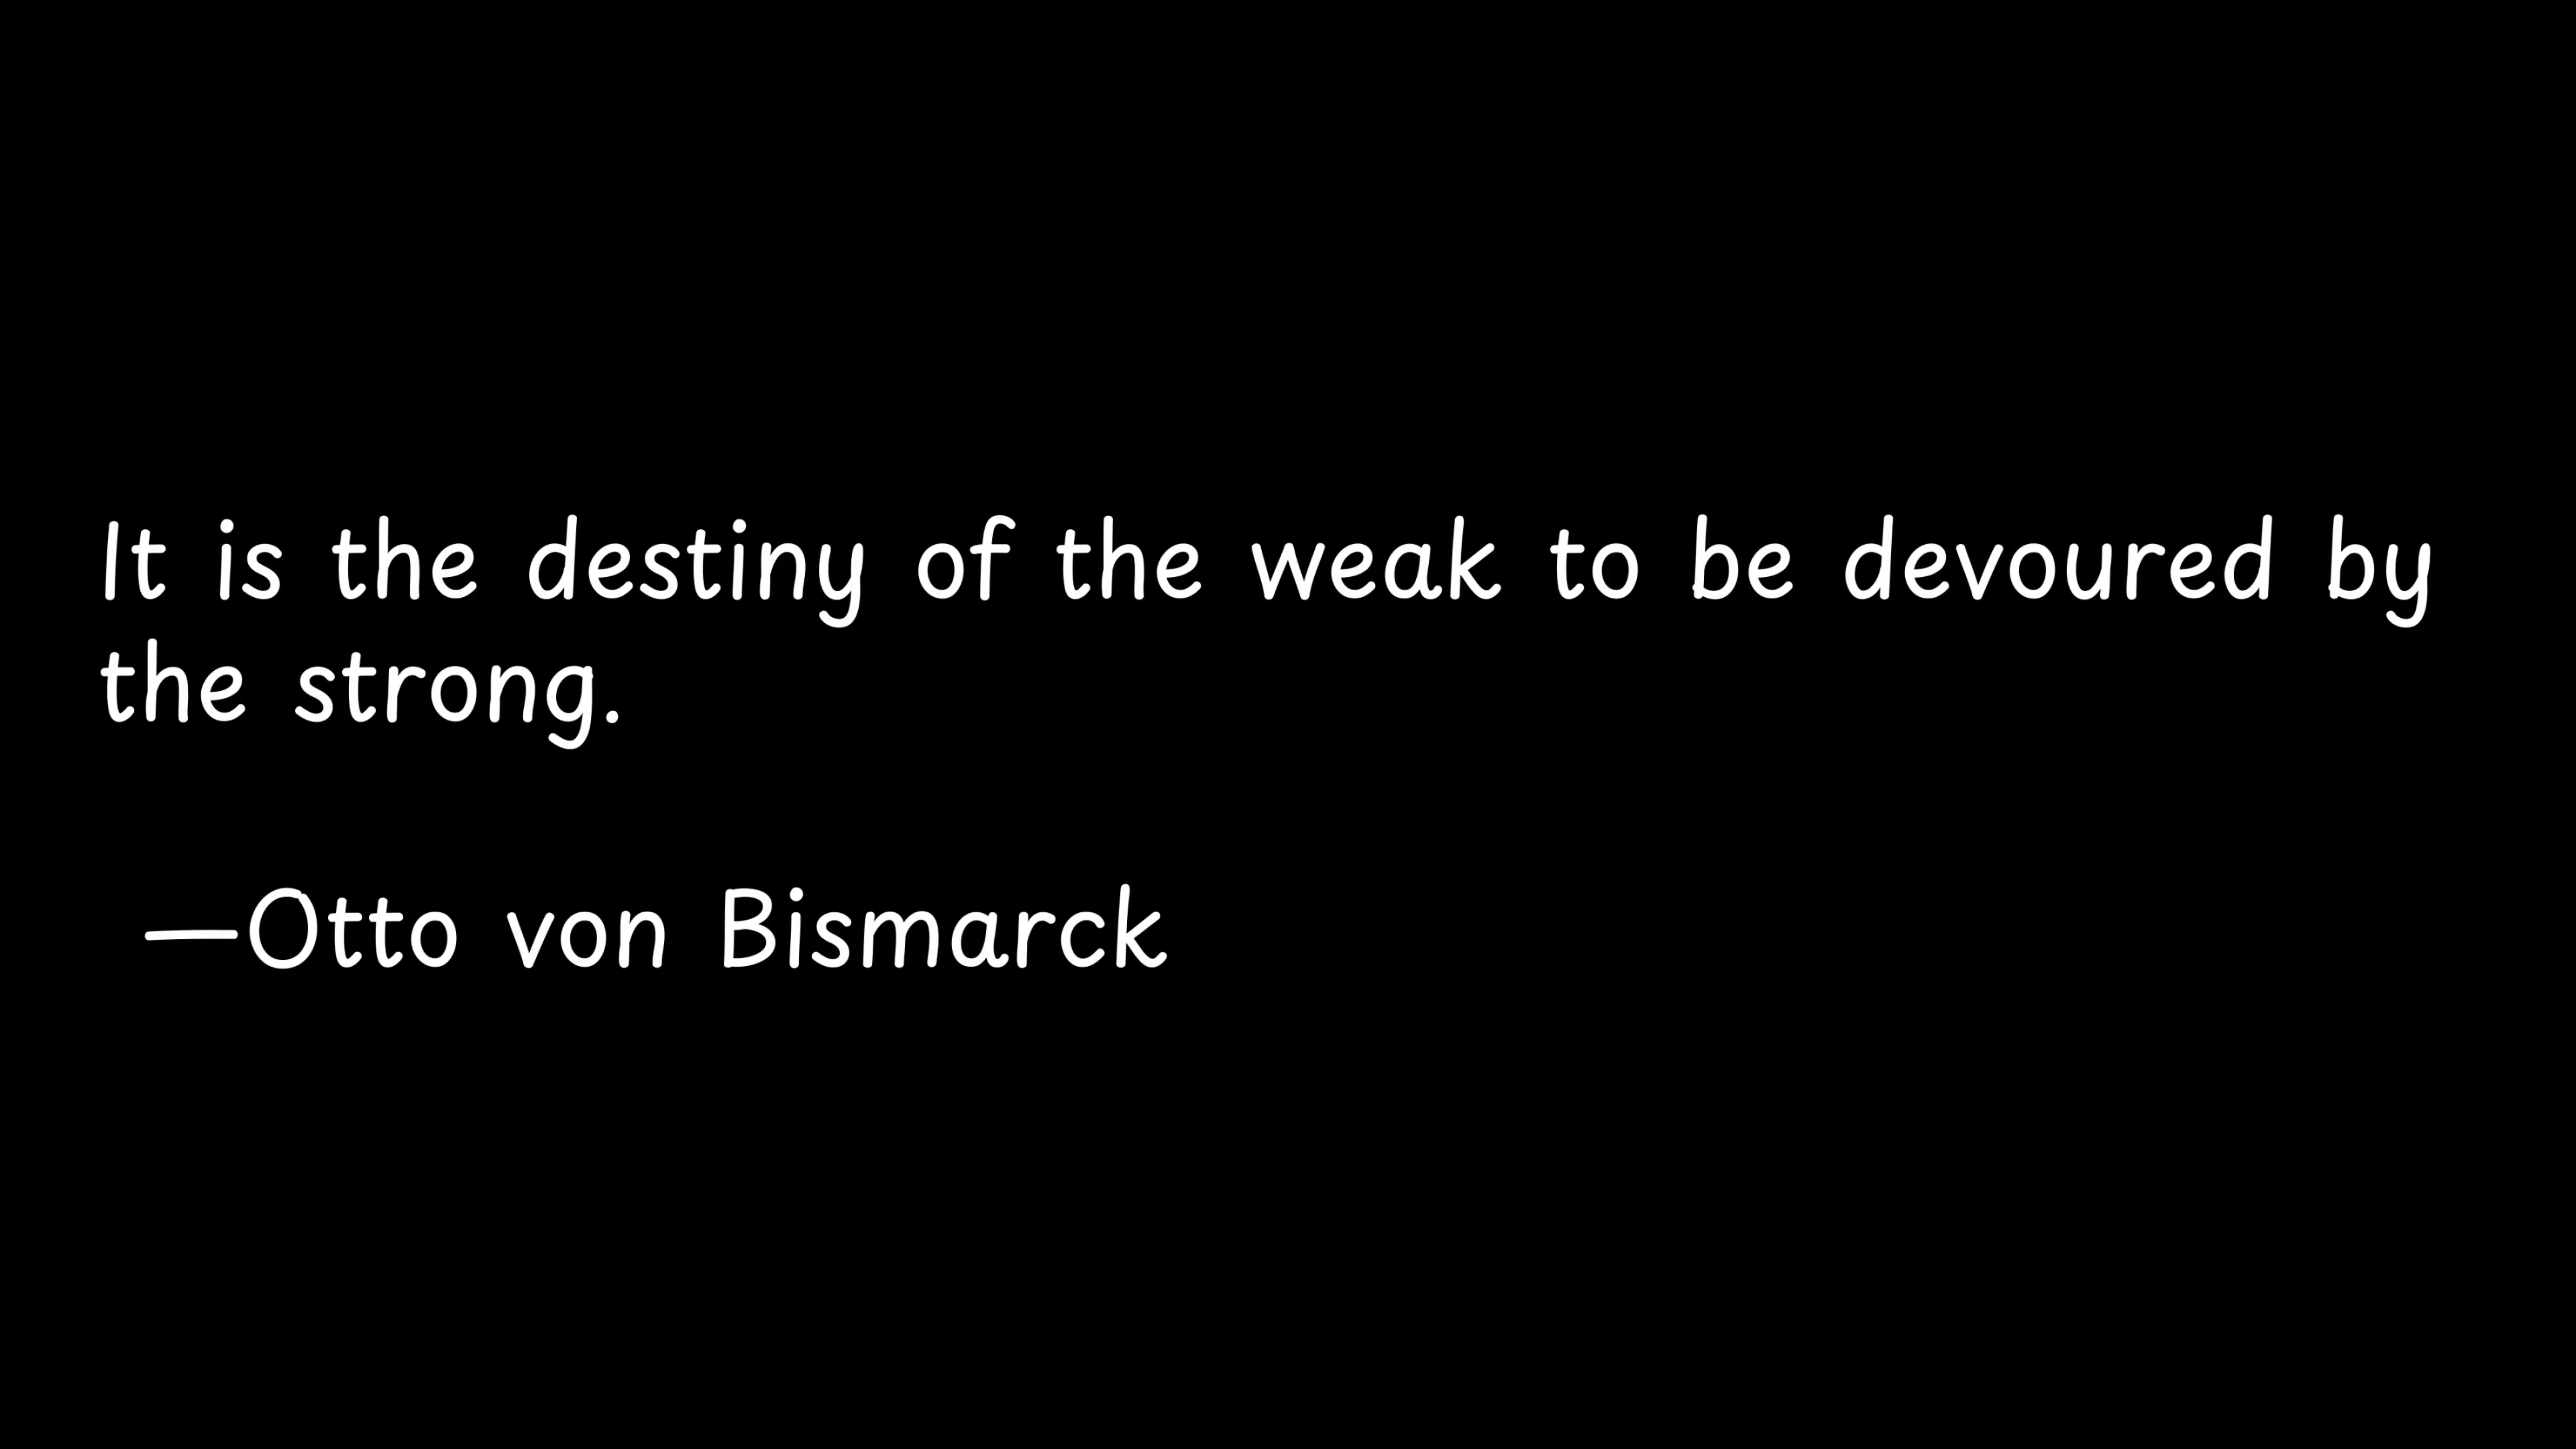 It is the destiny of the weak to be devoured by
the strong.
—Otto von Bismarck